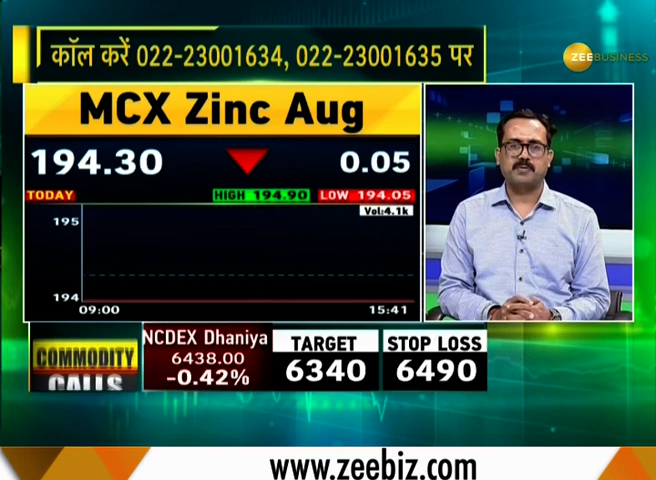 कॉल करें 022-23001634, 022-23001635 पर
ZEEBUSINESS
MCX Zinc Aug
194.30 0.05
TODAY HIGH 194.90 LOW 194.05
Vol:4.1k
195
194
09:00 15:41
COMMODITY
CALLS
NCDEX Dhaniya
6438.00
-0.42%
TARGET
6340
STOP LOSS
6490
www.zeebiz.com